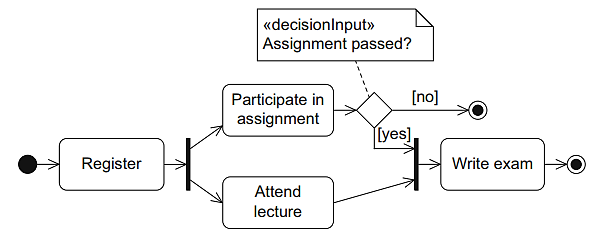 «decisionInput»
Assignment passed?
Participate in
assignment
[no]
[yes]
Register
Write exam
Attend
lecture